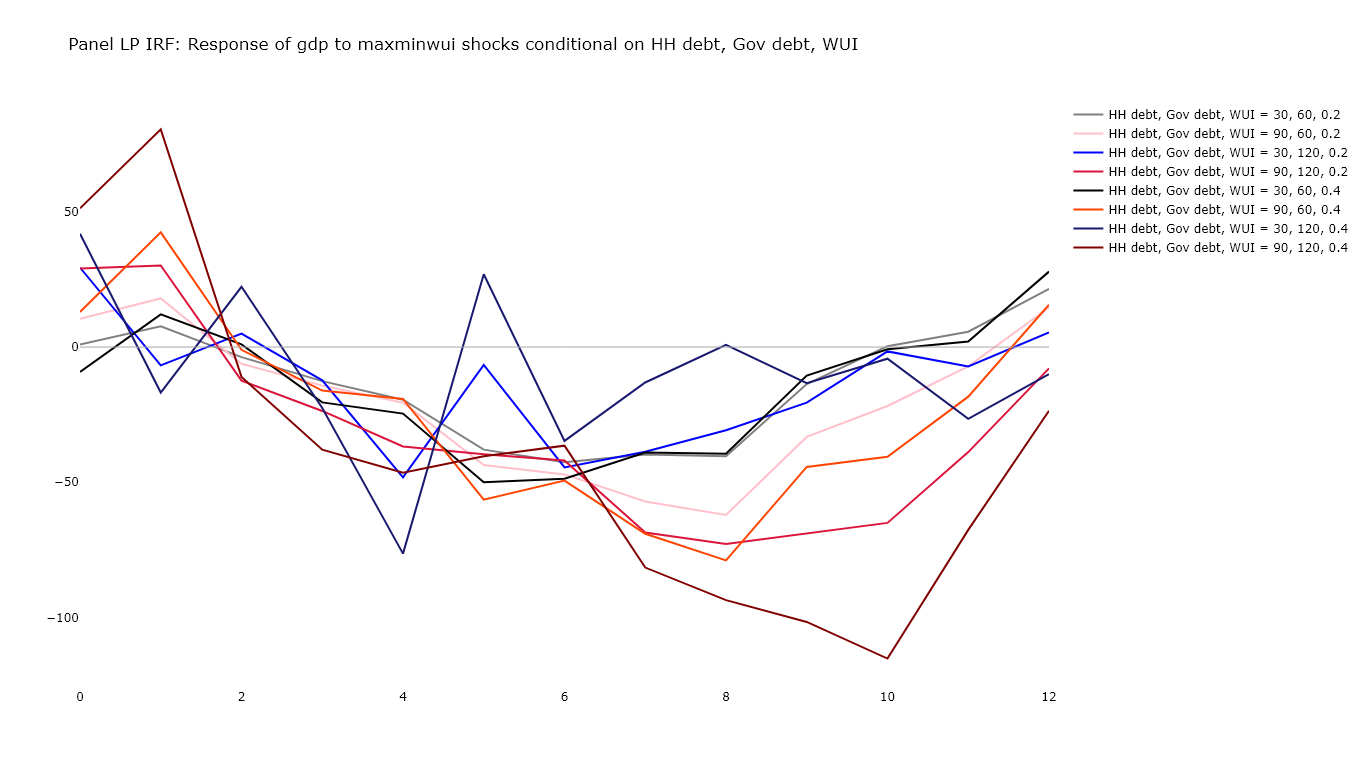 Panel LP IRF: Response of gdp to maxminwui shocks conditional on HH debt, Gov debt, WUI
HH debt, Gov debt, WUI = 30, 60, 0.2
HH debt, Gov debt, WUI = 90, 60, 0.2
HH debt, Gov debt, WUI = 30, 120, 0.2
HH debt, Gov debt, WUI = 90, 120, 0.2
HH debt, Gov debt, WUI = 30, 60, 0.4
HH debt, Gov debt, WUI = 90, 60, 0.4
HH debt, Gov debt, WUI = 30, 120, 0.4
HH debt, Gov debt, WUI = 90, 120, 0.4
50
0
−50
−100
0 2 4 6 8 10 12